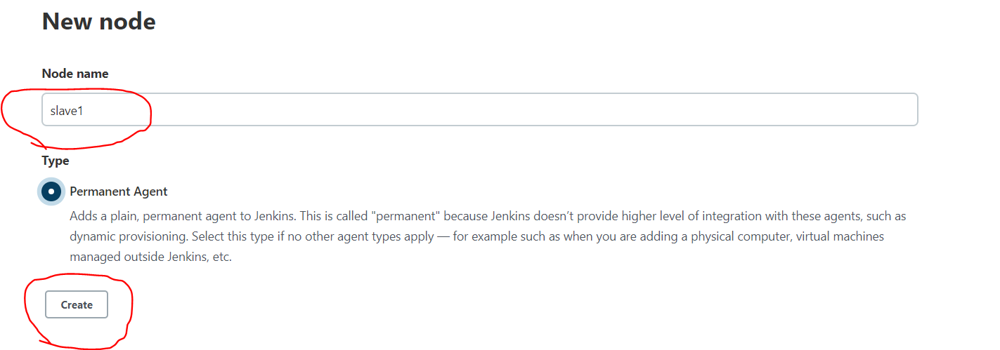 New node
Node name
slave1
Type
Permanent Agent
Adds a plain, permanent agent to Jenkins. This is called "permanent" because Jenkins doesn’t provide higher level of integration with these agents, such as
dynamic provisioning. Select this type if no other agent types apply — for example such as when you are adding a physical computer, virtual machines
managed outside Jenkins, etc.
Create